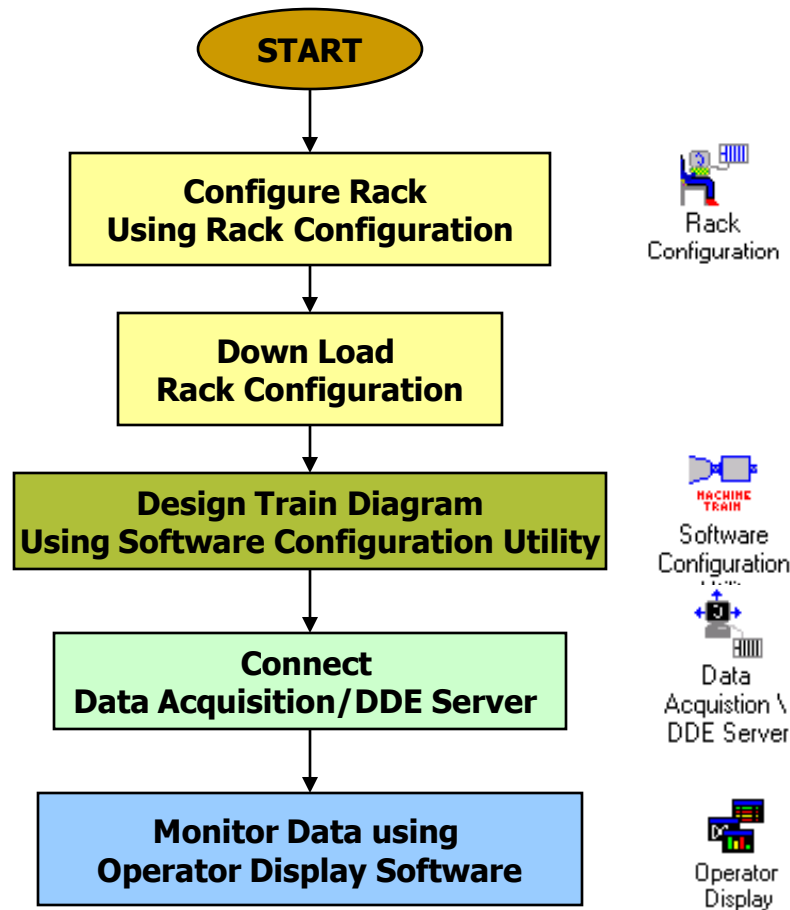 START
Configure Rack
Using Rack Configuration
Rack
Configuration
Down Load
Rack Configuration
Design Train Diagram
Using Software Configuration Utility
MACHINE
TRAIN
Software
Configuration
Connect
Data Acquisition/DDE Server
J
Data
Acquistion \
DDE Server
Monitor Data using
Operator Display Software
Operator
Display